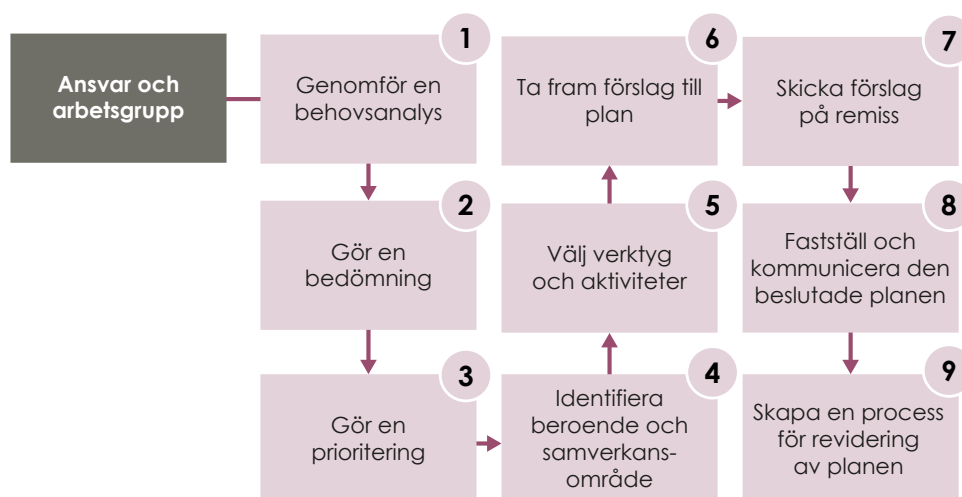 Ansvar och
arbetsgrupp
1
Genomför en
behovsanalys
2
Gör en
bedömning
3
Gör en
prioritering
4
Identifiera
beroende och
samverkans-
område
5
Välj verktyg
och aktiviteter
6
Ta fram förslag till
plan
7
Skicka förslag
på remiss
8
Fastställ och
kommunicera den
beslutade planen
9
Skapa en process
för revidering
av planen